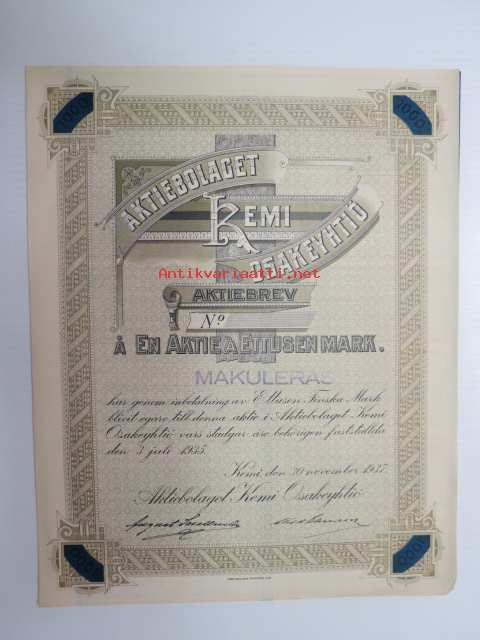 1000
1000
AKTIEBOLAGET
KEMI
OSAKEYHTIÖ
Antikvariaatti.net
AKTIEBREV
No
Å EN AKTIE Á ETTUSEN MARK.
MAKULERAS
har genom inbetalning av Ettusen Finska Mark
blivit ägare till denna aktie i Aktiebolaget Kemi
Osakeyhtiö vars stadgar äro behörigen fastställda
den 3 juli 1935.
Kemi, den 30 november 1937.
Aktiebolaget Kemi Osakeyhtiö
1000
1000